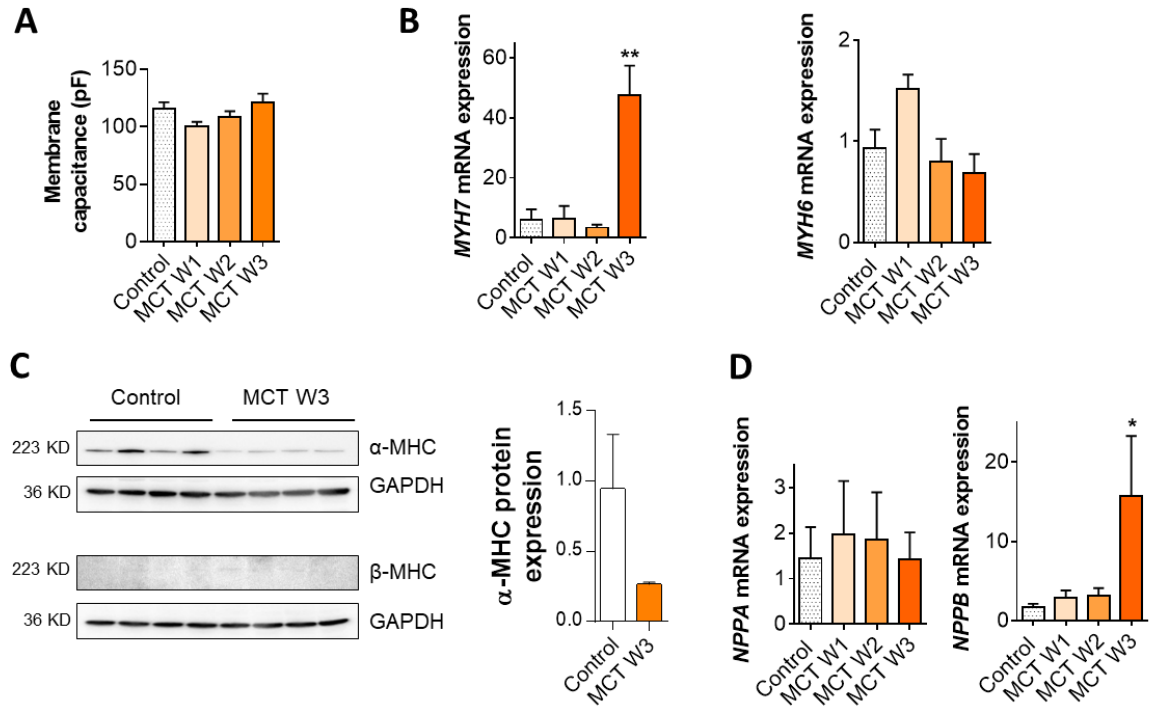 A
Membrane
capacitance (pF)
150
100
50
0
Control
MCT W1
MCT W2
MCT W3
B
MYH7 mRNA expression
60
40
20
0
**
Control
MCT W1
MCT W2
MCT W3
MYH6 mRNA expression
2
1
0
Control
MCT W1
MCT W2
MCT W3
C
Control
MCT W3
223 KD
α-MHC
36 KD
GAPDH
223 KD
β-MHC
36 KD
GAPDH
α-MHC protein
expression
1.5
1.0
0.5
0.0
Control
MCT W3
D
NPPA mRNA expression
3
2
1
0
Control
MCT W1
MCT W2
MCT W3
NPPB mRNA expression
20
10
0
*
Control
MCT W1
MCT W2
MCT W3